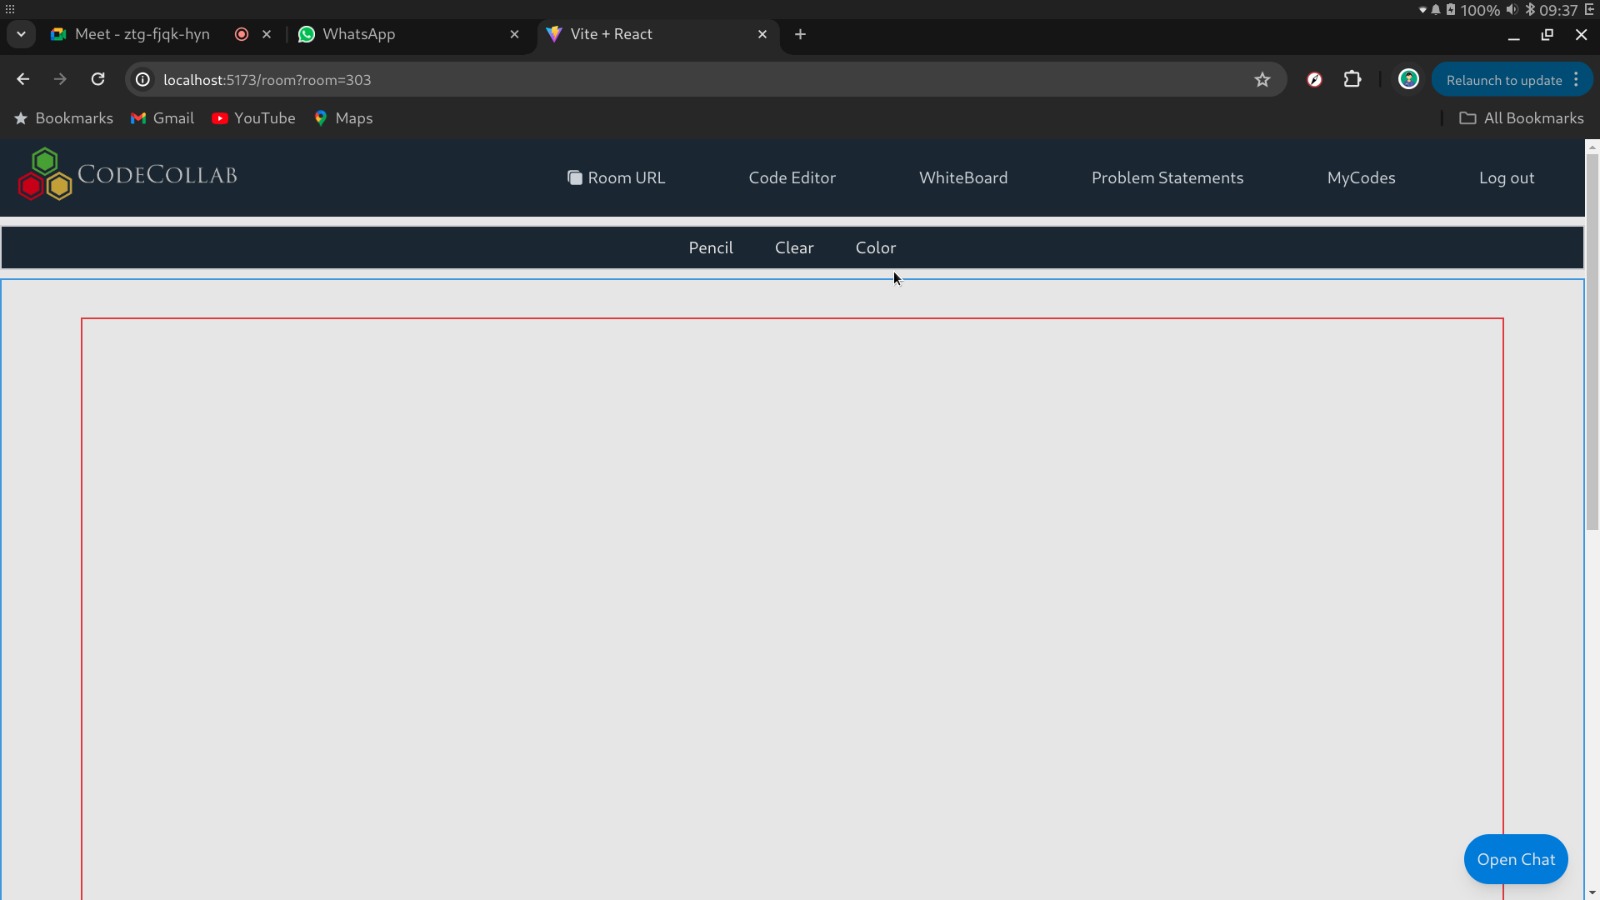 100% 09:37
Meet - ztg-fjqk-hyn WhatsApp Vite + React
localhost:5173/room?room=303 Relaunch to update
Bookmarks Gmail YouTube Maps All Bookmarks
CODECOLLAB Room URL Code Editor WhiteBoard Problem Statements MyCodes Log out
Pencil Clear Color
Open Chat